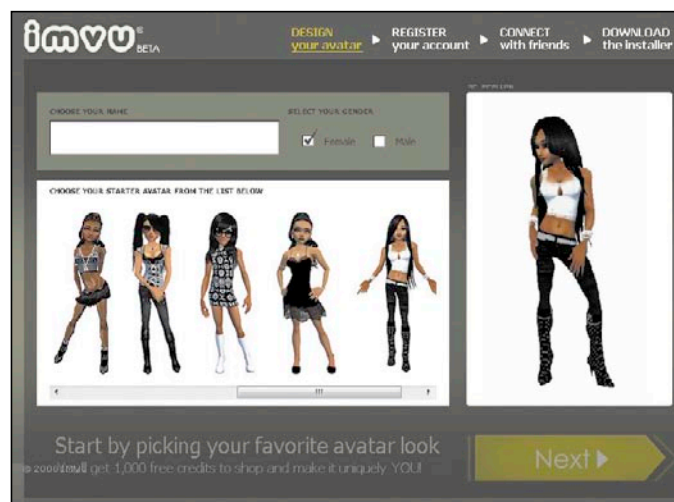 imvu
BETA
DESIGN
your avatar
REGISTER
your account
CONNECT
with friends
DOWNLOAD
the installer
CHOOSE YOUR NAME
SELECT YOUR GENDER
Female
Male
CHOOSE YOUR STARTER AVATAR FROM THE LIST BELOW
Start by picking your favorite avatar look
get 1,000 free credits to shop and make it uniquely YOU!
Next